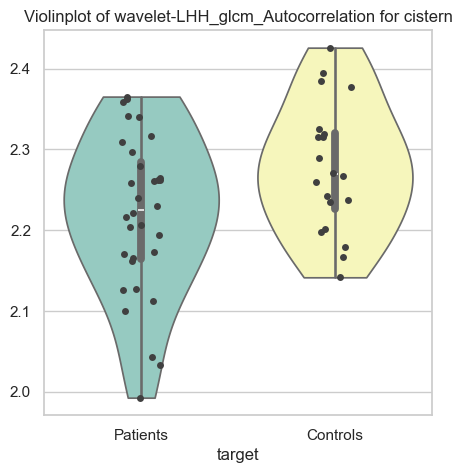 Violinplot of wavelet-LHH_glcm_Autocorrelation for cistern
2.4
2.3
2.2
2.1
2.0
Patients
Controls
target